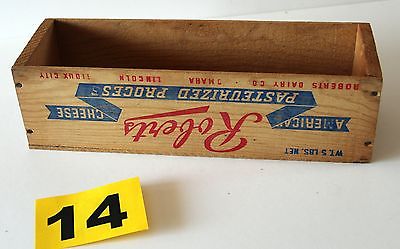 WT. 5 LBS. NET
Roberts
AMERICAN PASTEURIZED PROCESS CHEESE
ROBERTS DAIRY CO. OMAHA LINCOLN SIOUX CITY
14